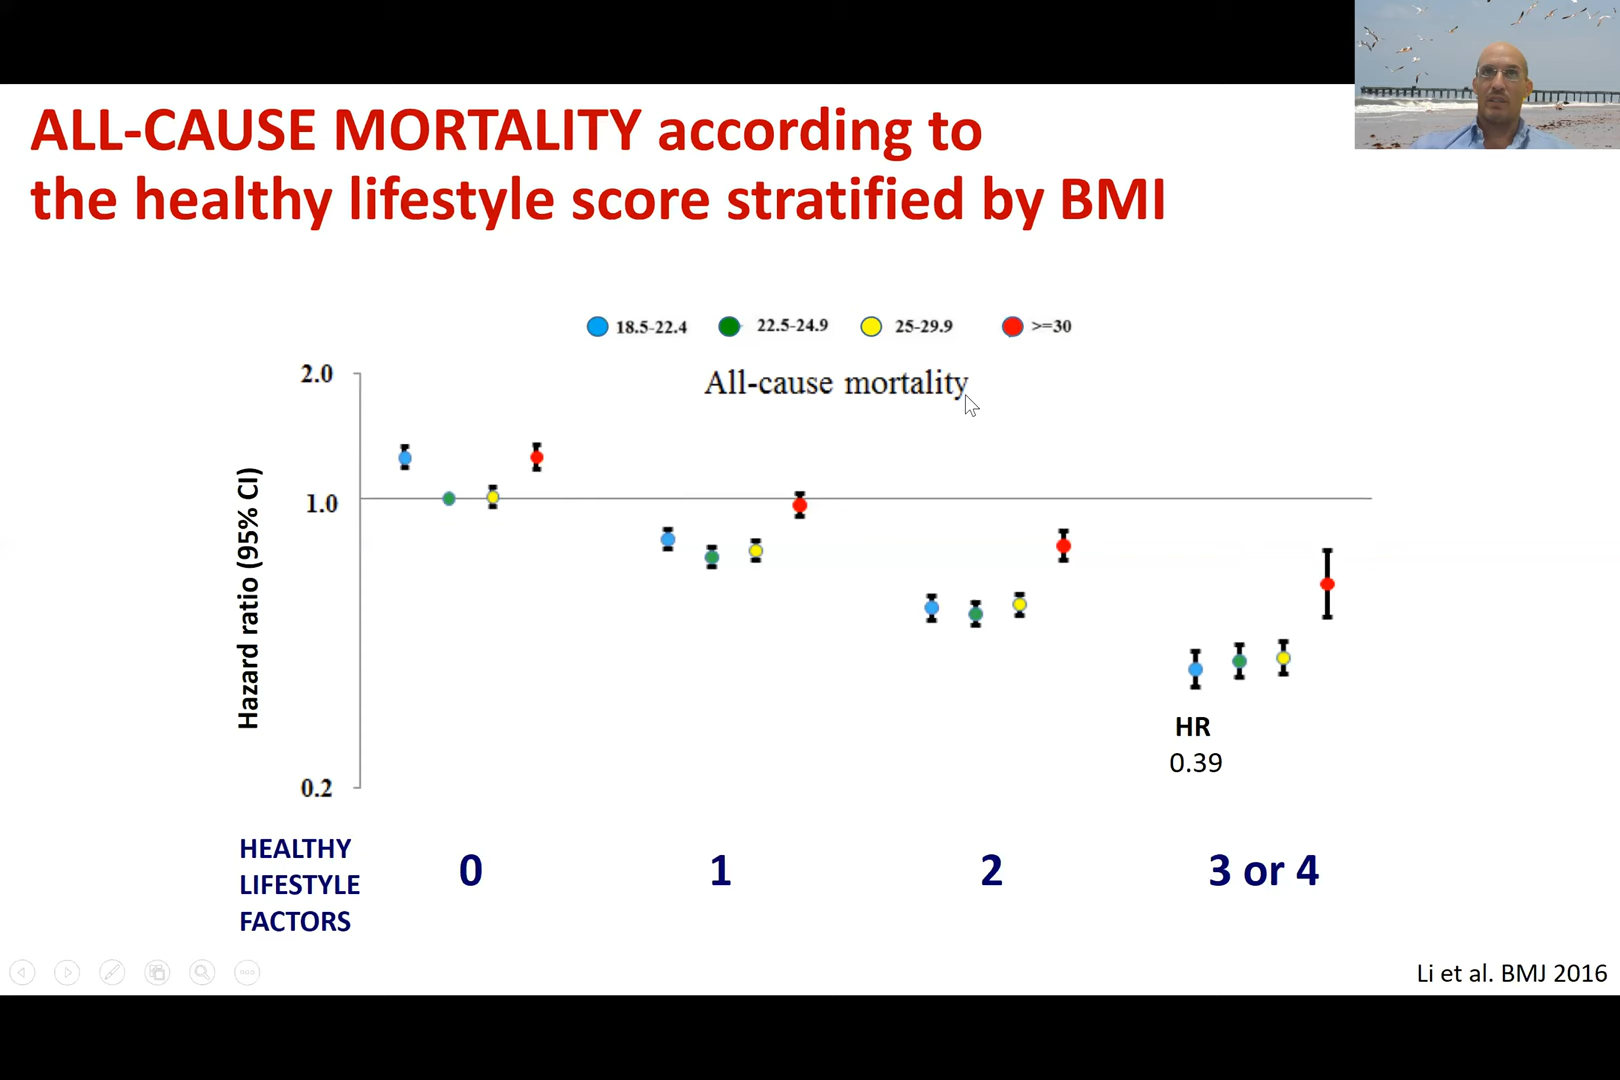 ALL-CAUSE MORTALITY according to
the healthy lifestyle score stratified by BMI
18.5-22.4 22.5-24.9 25-29.9 >=30
All-cause mortality
2.0
1.0
0.2
Hazard ratio (95% CI)
HR
0.39
HEALTHY
LIFESTYLE
FACTORS
0 1 2 3 or 4
Li et al. BMJ 2016